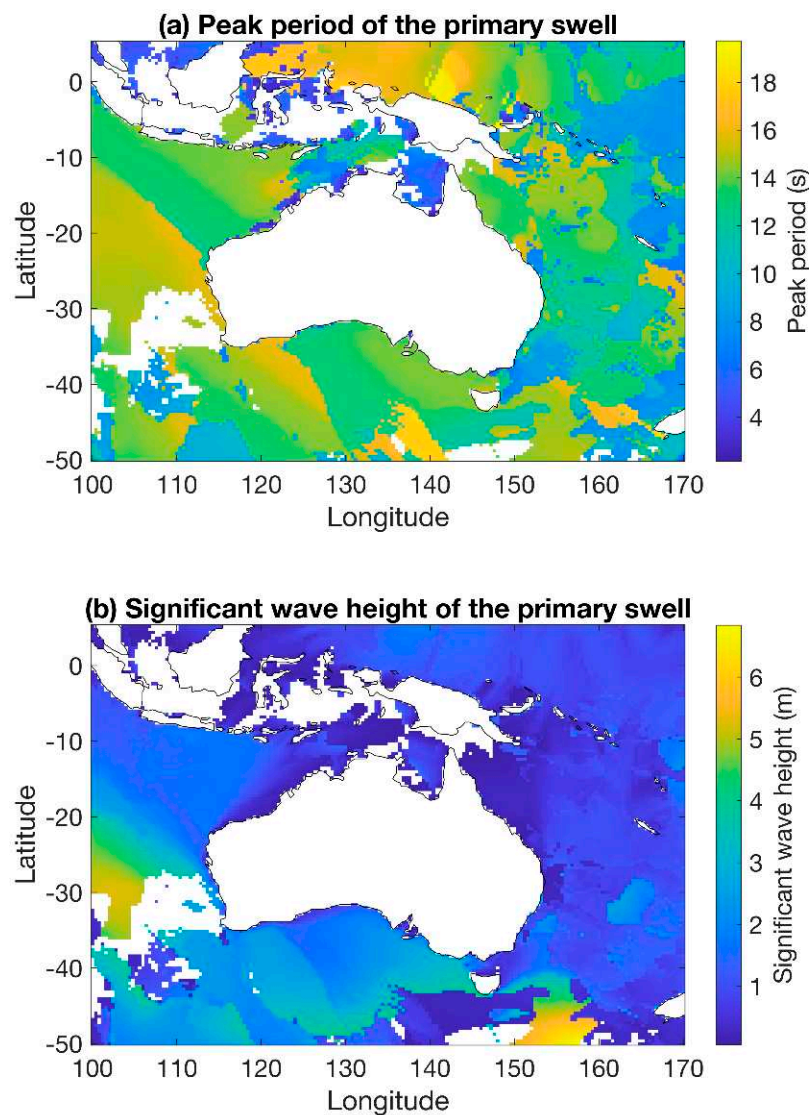 (a) Peak period of the primary swell
0
-10
-20
-30
-40
-50
Latitude
100 110 120 130 140 150 160 170
Longitude
18
16
14
12
10
8
6
4
Peak period (s)
(b) Significant wave height of the primary swell
0
-10
-20
-30
-40
-50
Latitude
100 110 120 130 140 150 160 170
Longitude
6
5
4
3
2
1
Significant wave height (m)